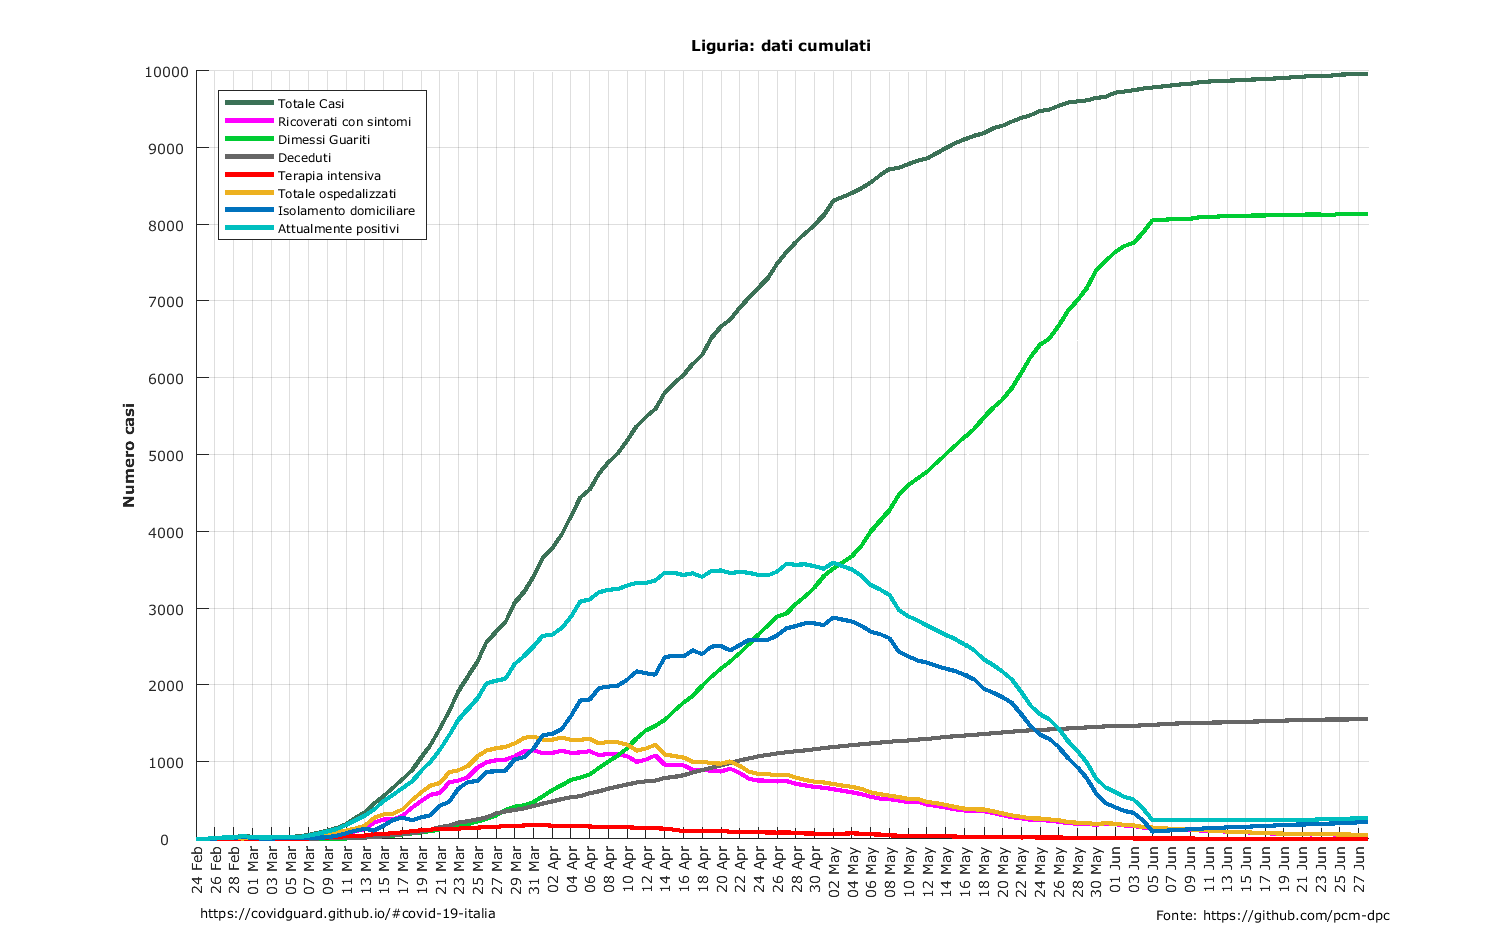 Liguria: dati cumulati
10000
9000
8000
7000
6000
5000
4000
3000
2000
1000
0
Numero casi
Totale Casi
Ricoverati con sintomi
Dimessi Guariti
Deceduti
Terapia intensiva
Totale ospedalizzati
Isolamento domiciliare
Attualmente positivi
24 Feb
26 Feb
28 Feb
01 Mar
03 Mar
05 Mar
07 Mar
09 Mar
11 Mar
13 Mar
15 Mar
17 Mar
19 Mar
21 Mar
23 Mar
25 Mar
27 Mar
29 Mar
31 Mar
02 Apr
04 Apr
06 Apr
08 Apr
10 Apr
12 Apr
14 Apr
16 Apr
18 Apr
20 Apr
22 Apr
24 Apr
26 Apr
28 Apr
30 Apr
02 May
04 May
06 May
08 May
10 May
12 May
14 May
16 May
18 May
20 May
22 May
24 May
26 May
28 May
30 May
01 Jun
03 Jun
05 Jun
07 Jun
09 Jun
11 Jun
13 Jun
15 Jun
17 Jun
19 Jun
21 Jun
23 Jun
25 Jun
27 Jun
https://covidguard.github.io/#covid-19-italia
Fonte: https://github.com/pcm-dpc